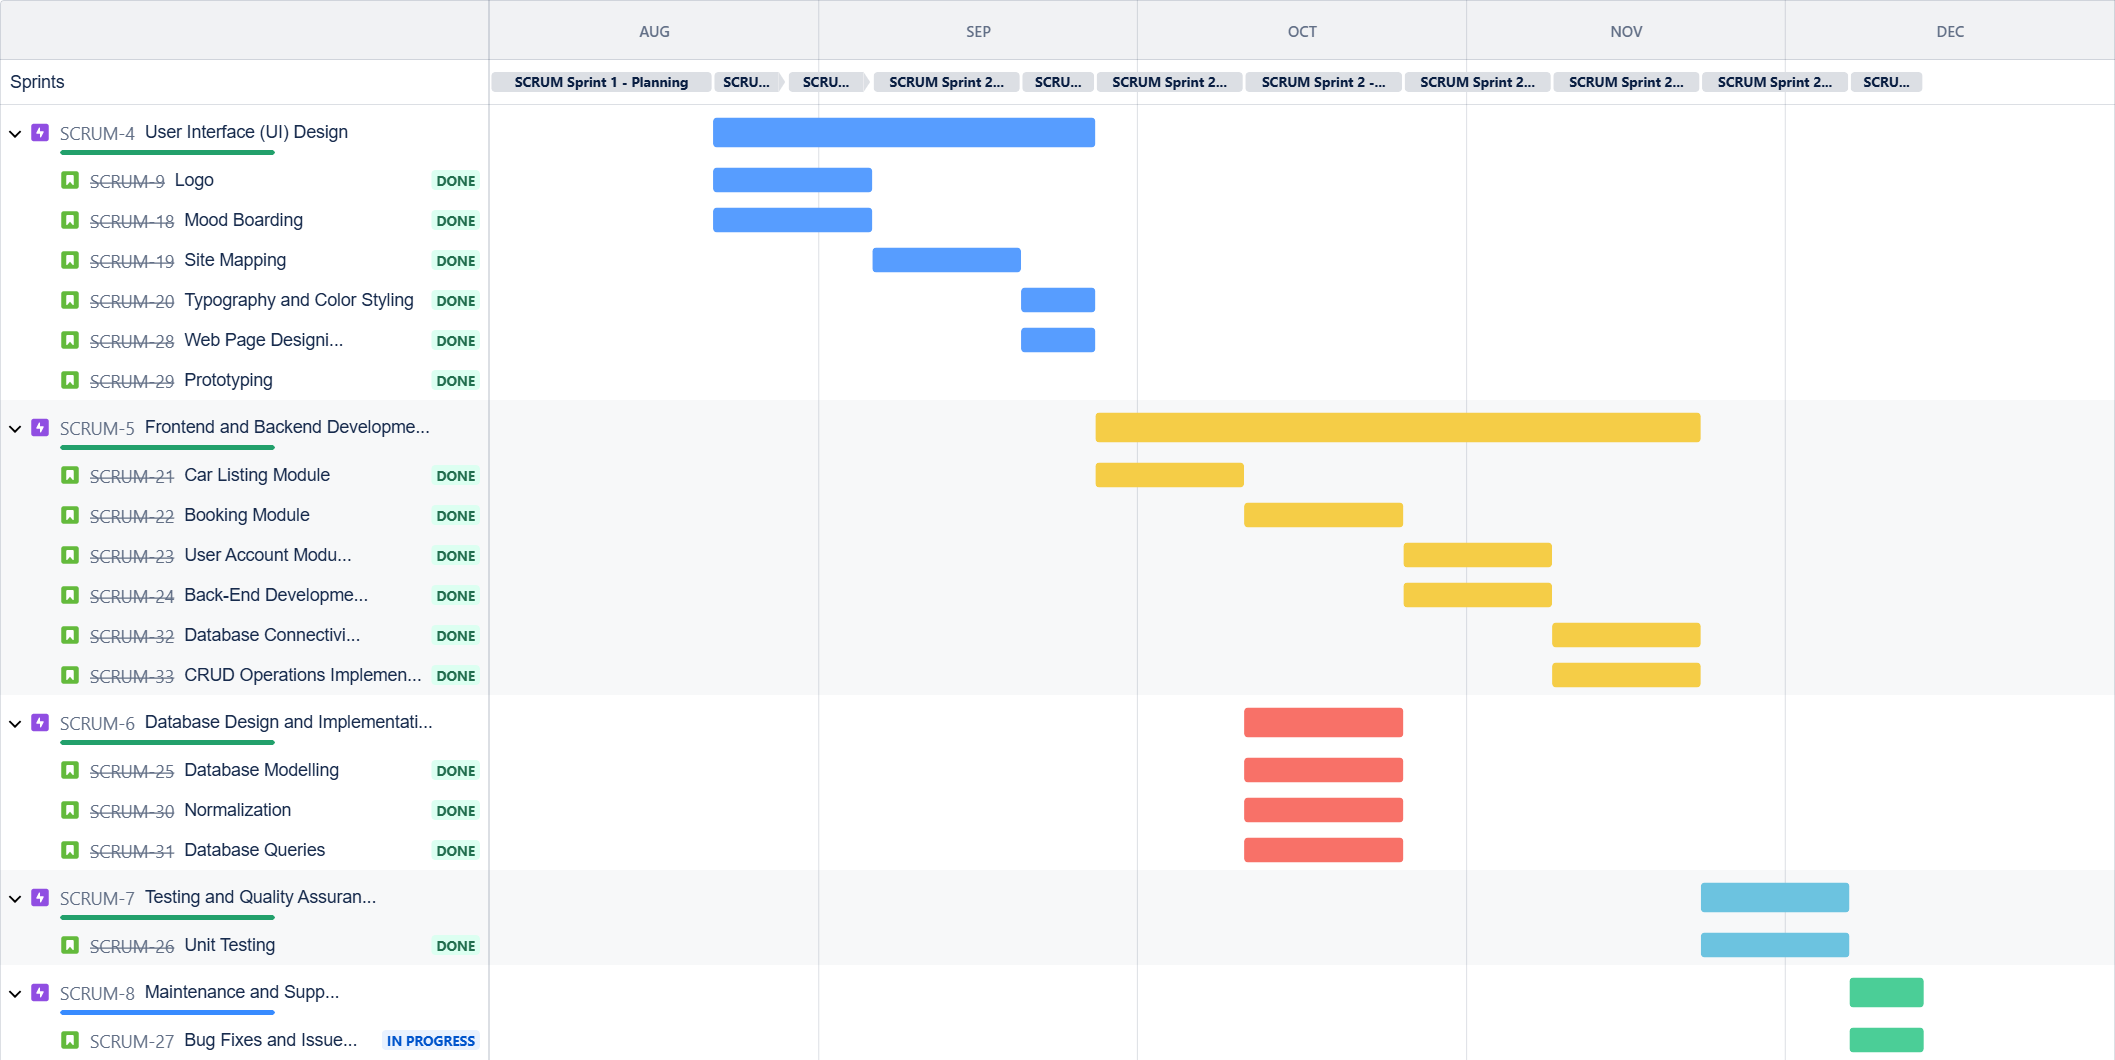 AUG SEP OCT NOV DEC
Sprints SCRUM Sprint 1 - Planning SCRU... SCRU... SCRUM Sprint 2... SCRU... SCRUM Sprint 2... SCRUM Sprint 2 -... SCRUM Sprint 2... SCRUM Sprint 2... SCRUM Sprint 2... SCRU...
SCRUM-4 User Interface (UI) Design
SCRUM-9 Logo DONE
SCRUM-18 Mood Boarding DONE
SCRUM-19 Site Mapping DONE
SCRUM-20 Typography and Color Styling DONE
SCRUM-28 Web Page Designi... DONE
SCRUM-29 Prototyping DONE
SCRUM-5 Frontend and Backend Developme...
SCRUM-21 Car Listing Module DONE
SCRUM-22 Booking Module DONE
SCRUM-23 User Account Modu... DONE
SCRUM-24 Back-End Developme... DONE
SCRUM-32 Database Connectivi... DONE
SCRUM-33 CRUD Operations Implemen... DONE
SCRUM-6 Database Design and Implementati...
SCRUM-25 Database Modelling DONE
SCRUM-30 Normalization DONE
SCRUM-31 Database Queries DONE
SCRUM-7 Testing and Quality Assuran...
SCRUM-26 Unit Testing DONE
SCRUM-8 Maintenance and Supp...
SCRUM-27 Bug Fixes and Issue... IN PROGRESS